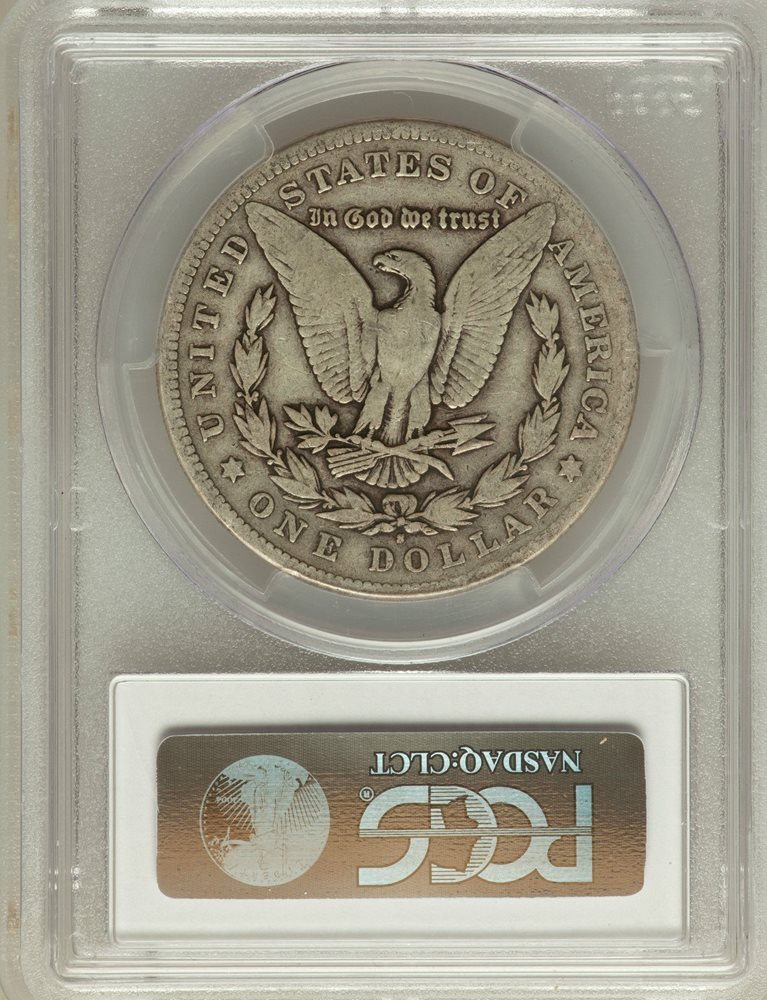 UNITED STATES OF AMERICA
In God we trust
ONE DOLLAR
S
NASDAQ:CLCT
PCGS®